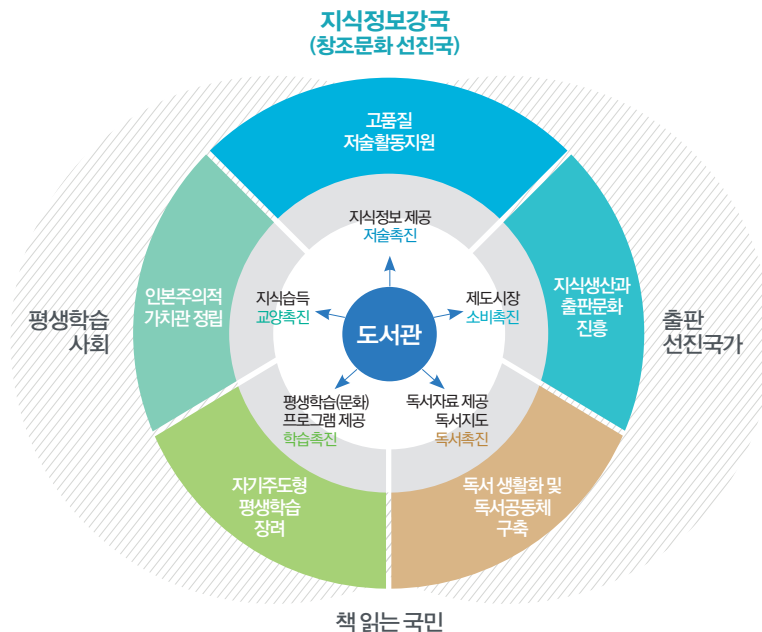 지식정보강국
(창조문화 선진국)
고품질
저술활동지원
지식정보 제공
저술촉진
인본주의적
가치관 정립
지식습득
교양촉진
도서관
제도시장
소비촉진
지식생산과
출판문화
진흥
평생학습
사회
출판
선진국가
평생학습(문화)
프로그램 제공
학습촉진
독서자료 제공
독서지도
독서촉진
자기주도형
평생학습
장려
독서 생활화 및
독서공동체
구축
책 읽는 국민